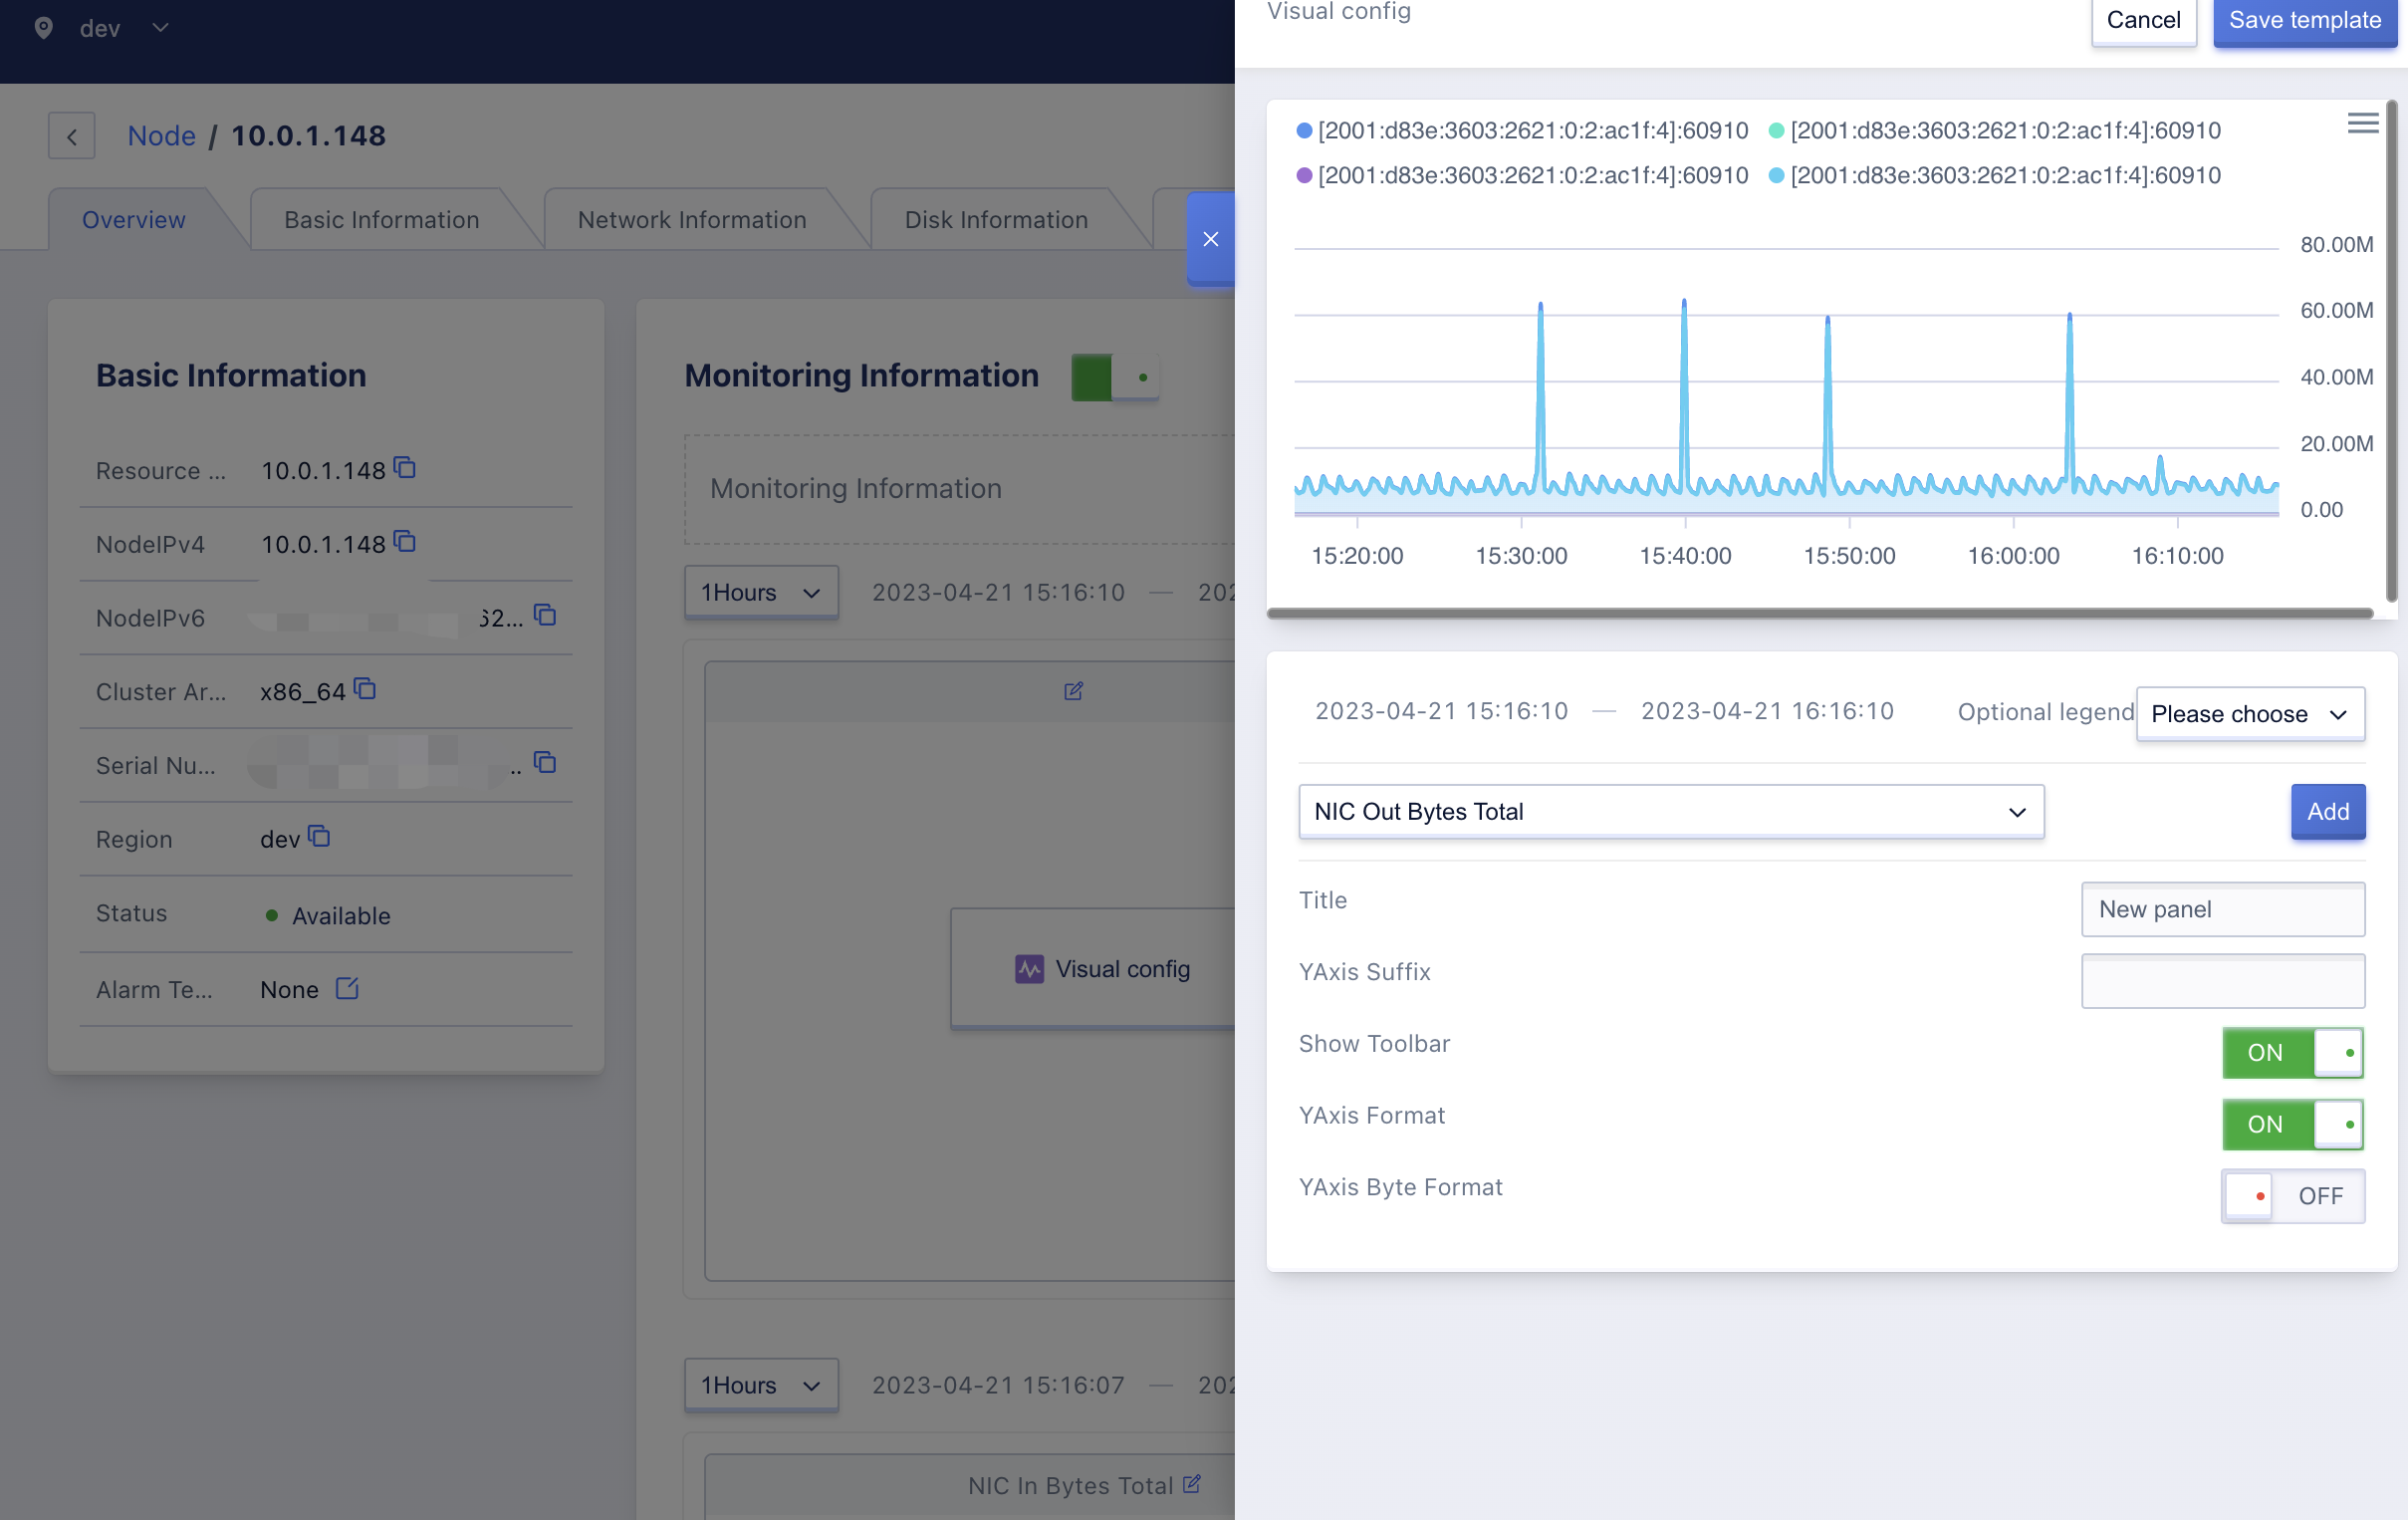 dev
Node / 10.0.1.148
Overview
Basic Information
Network Information
Disk Information
Basic Information
Resource ... 10.0.1.148
NodeIPv4 10.0.1.148
NodeIPv6 62...
Cluster Ar... x86_64
Serial Nu... ..
Region dev
Status Available
Alarm Te... None
Monitoring Information
Monitoring Information
1Hours 2023-04-21 15:16:10 — 202
Visual config
1Hours 2023-04-21 15:16:07 — 202
NIC In Bytes Total
Visual config
Cancel
Save template
[2001:d83e:3603:2621:0:2:ac1f:4]:60910 [2001:d83e:3603:2621:0:2:ac1f:4]:60910
[2001:d83e:3603:2621:0:2:ac1f:4]:60910 [2001:d83e:3603:2621:0:2:ac1f:4]:60910
80.00M
60.00M
40.00M
20.00M
0.00
15:20:00 15:30:00 15:40:00 15:50:00 16:00:00 16:10:00
2023-04-21 15:16:10 — 2023-04-21 16:16:10 Optional legend Please choose
NIC Out Bytes Total Add
Title New panel
YAxis Suffix
Show Toolbar ON
YAxis Format ON
YAxis Byte Format OFF